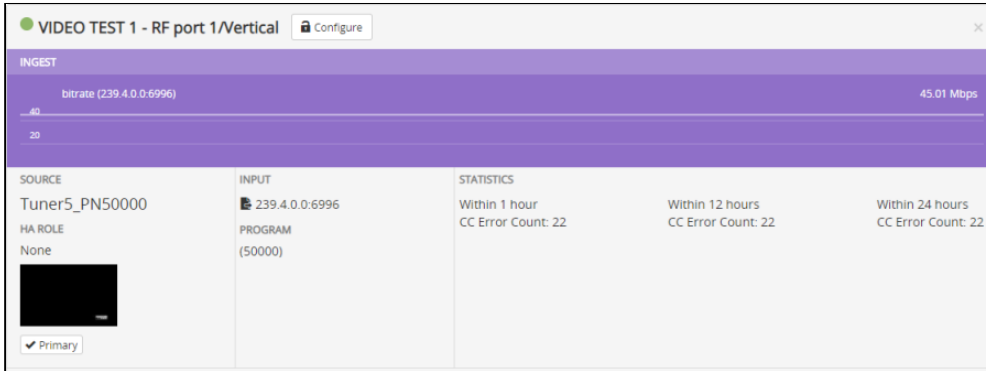 VIDEO TEST 1 - RF port 1/Vertical Configure
INGEST
bitrate (239.4.0.0:6996) 45.01 Mbps
40
20
SOURCE
Tuner5_PN50000
HA ROLE
None
Primary
INPUT
239.4.0.0:6996
PROGRAM
(50000)
STATISTICS
Within 1 hour
CC Error Count: 22
Within 12 hours
CC Error Count: 22
Within 24 hours
CC Error Count: 22